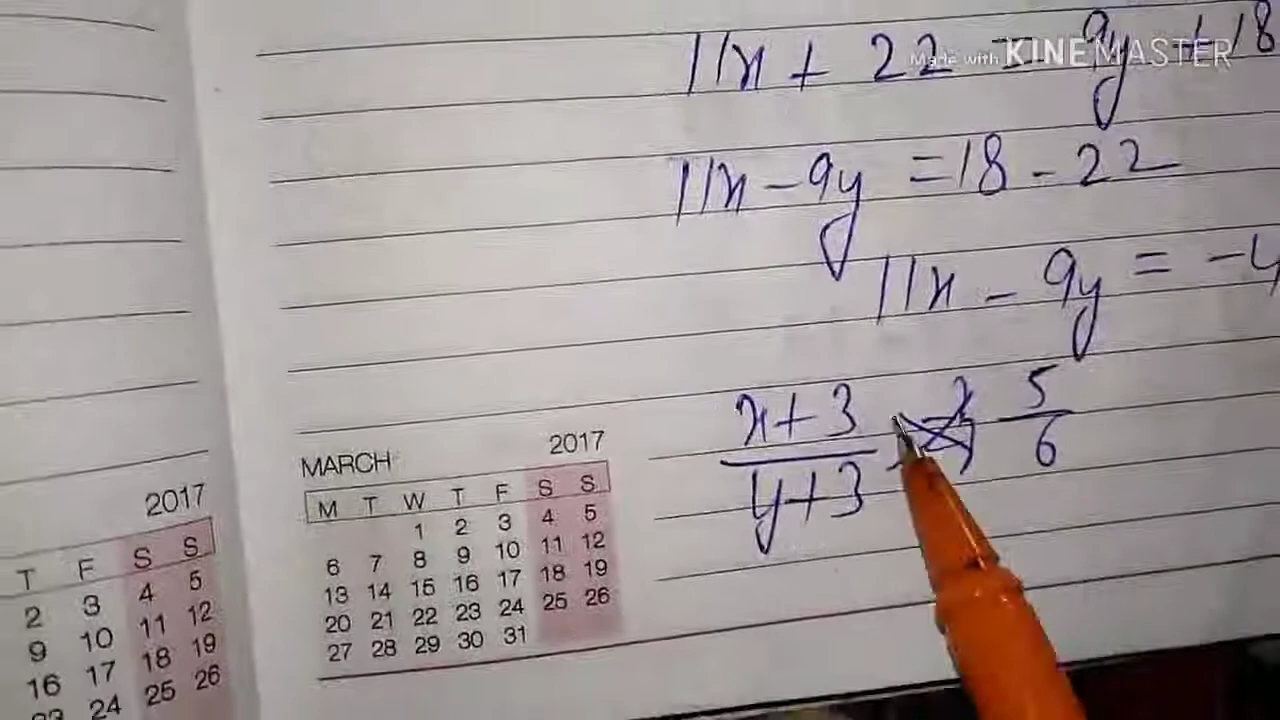 11x + 22 = 9y + 18
Made with KINEMASTER
11x - 9y = 18 - 22
11x - 9y = -4
x+3 = 5
y+3 6
MARCH 2017
M T W T F S S
1 2 3 4 5
6 7 8 9 10 11 12
13 14 15 16 17 18 19
20 21 22 23 24 25 26
27 28 29 30 31
2017
T F S S
2 3 4 5
9 10 11 12
16 17 18 19
23 24 25 26